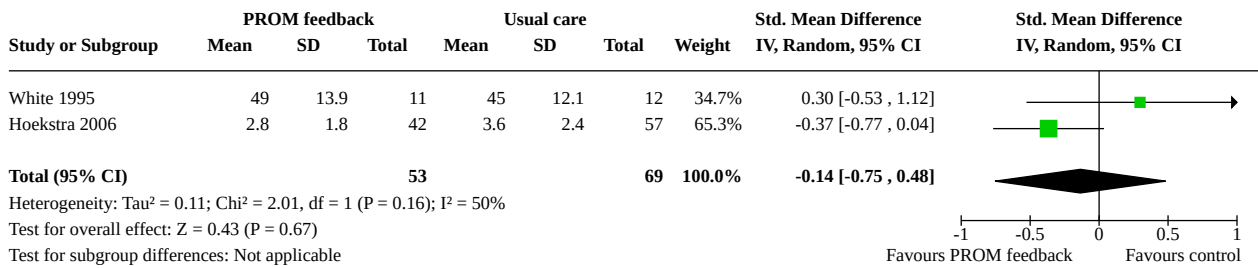 PROM feedback Usual care Std. Mean Difference Std. Mean Difference
Study or Subgroup Mean SD Total Mean SD Total Weight IV, Random, 95% CI IV, Random, 95% CI
White 1995 49 13.9 11 45 12.1 12 34.7% 0.30 [-0.53 , 1.12]
Hoekstra 2006 2.8 1.8 42 3.6 2.4 57 65.3% -0.37 [-0.77 , 0.04]
Total (95% CI) 53 69 100.0% -0.14 [-0.75 , 0.48]
Heterogeneity: Tau² = 0.11; Chi² = 2.01, df = 1 (P = 0.16); I² = 50%
Test for overall effect: Z = 0.43 (P = 0.67) -1 -0.5 0 0.5 1
Test for subgroup differences: Not applicable Favours PROM feedback Favours control